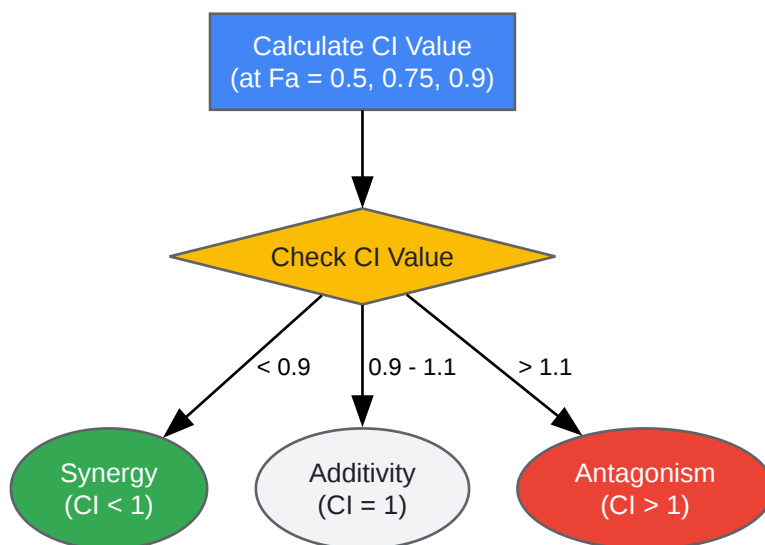 Calculate CI Value
(at Fa = 0.5, 0.75, 0.9)
Check CI Value
< 0.9
0.9 - 1.1
> 1.1
Synergy
(CI < 1)
Additivity
(CI = 1)
Antagonism
(CI > 1)